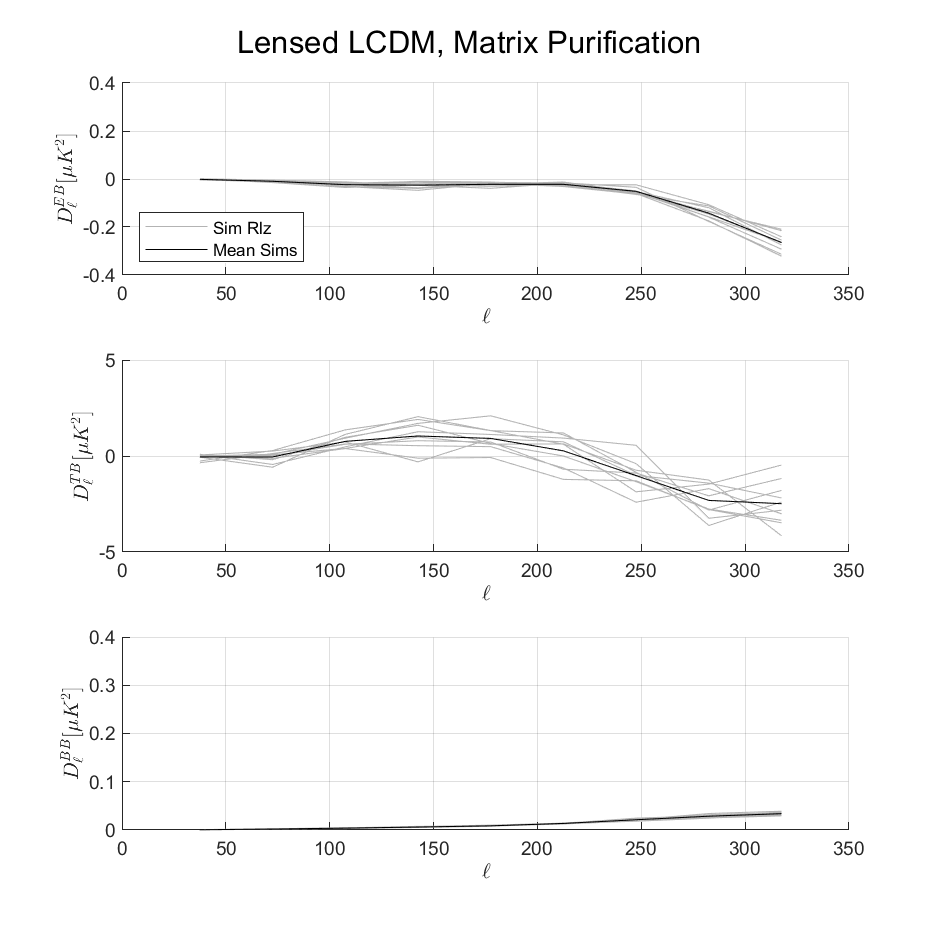 Lensed LCDM, Matrix Purification
0.4
0.2
0
-0.2
-0.4
D_ℓ^{EB}[μK^2]
Sim Rlz
Mean Sims
0 50 100 150 200 250 300 350
ℓ
5
0
-5
D_ℓ^{TB}[μK^2]
0 50 100 150 200 250 300 350
ℓ
0.4
0.3
0.2
0.1
0
D_ℓ^{BB}[μK^2]
0 50 100 150 200 250 300 350
ℓ